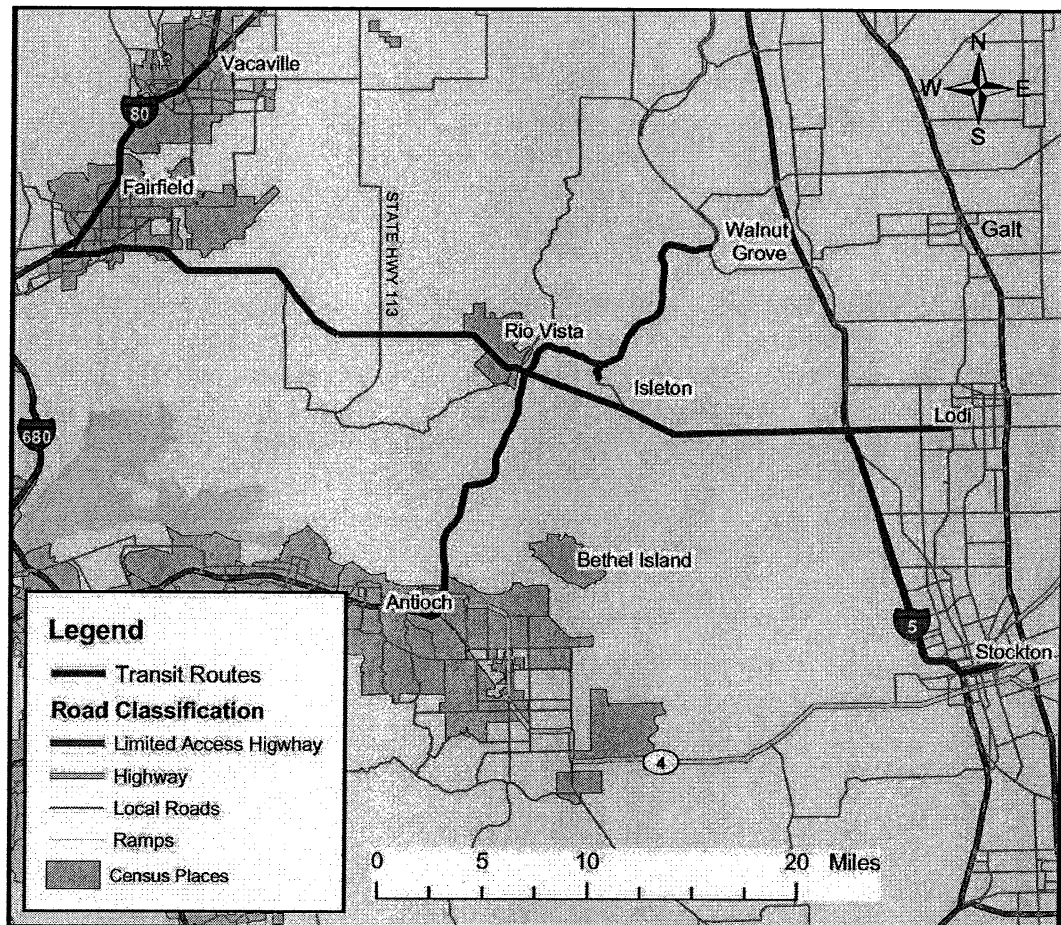 N
Vacaville
W E
80
S
Fairfield
STATE HWY 113
Walnut
Grove
Galt
Rio Vista
Isleton
Lodi
680
Bethel Island
Antioch
5
Stockton
4
Legend
Transit Routes
Road Classification
Limited Access Higwhay
Highway
Local Roads
Ramps
Census Places
0 5 10 20 Miles